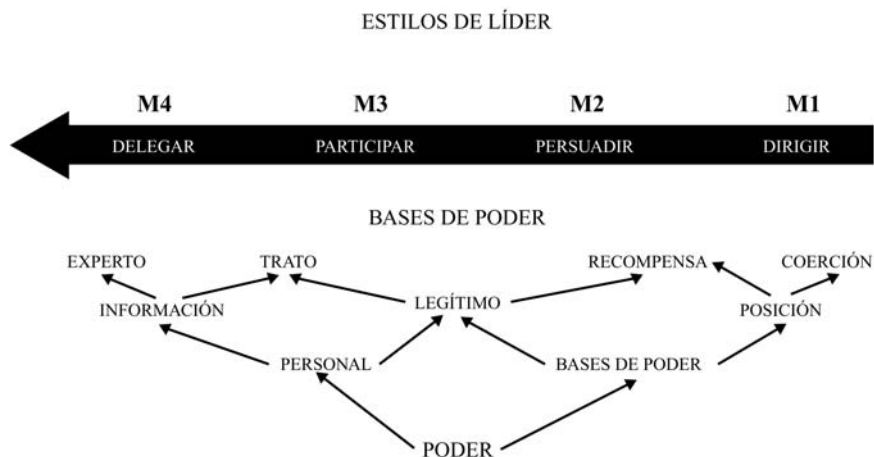 ESTILOS DE LÍDER
M4 M3 M2 M1
DELEGAR PARTICIPAR PERSUADIR DIRIGIR
BASES DE PODER
EXPERTO TRATO RECOMPENSA COERCIÓN
INFORMACIÓN LEGÍTIMO POSICIÓN
PERSONAL BASES DE PODER
PODER